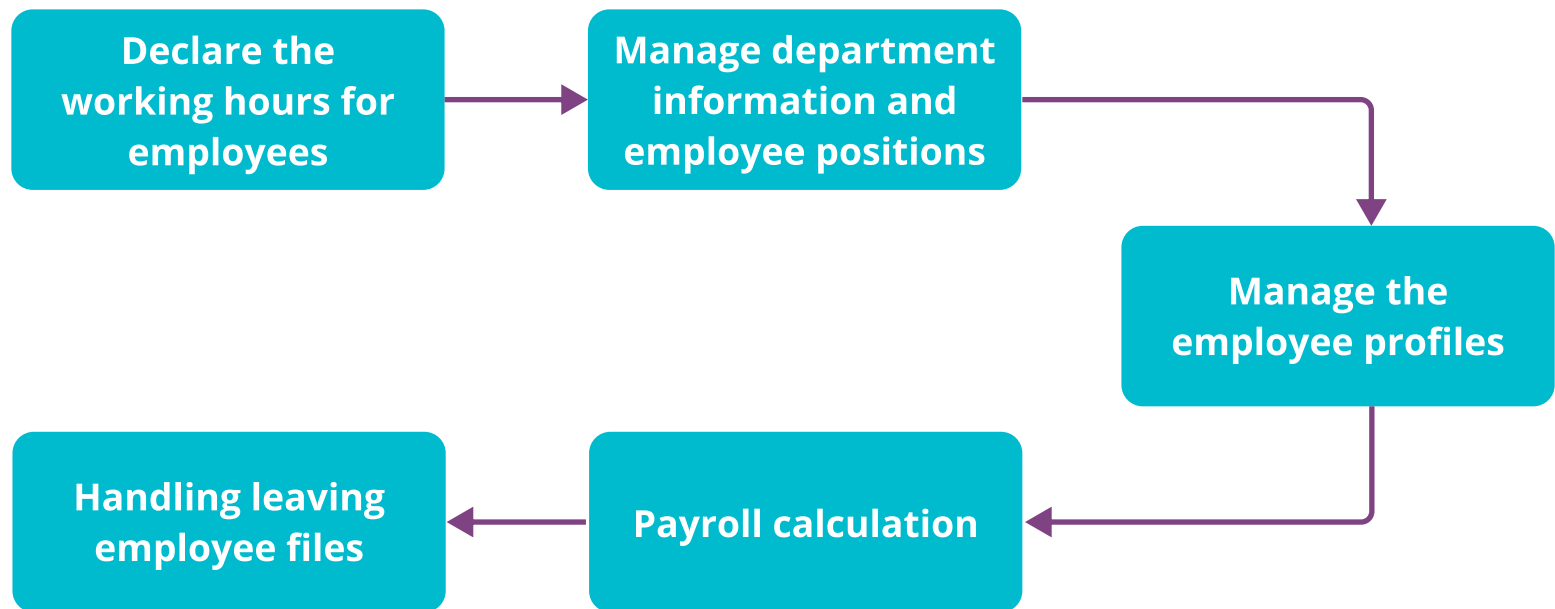 Declare the
working hours for
employees
Manage department
information and
employee positions
Manage the
employee profiles
Payroll calculation
Handling leaving
employee files